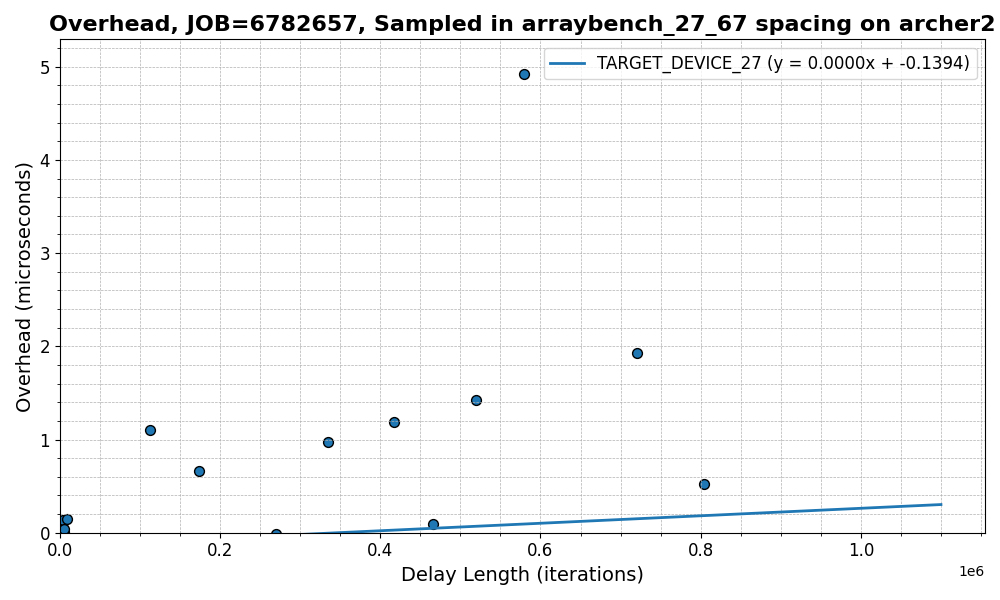 Overhead, JOB=6782657, Sampled in arraybench_27_67 spacing on archer2
TARGET_DEVICE_27 (y = 0.0000x + -0.1394)
Overhead (microseconds)
5
4
3
2
1
0
0.0 0.2 0.4 0.6 0.8 1.0
1e6
Delay Length (iterations)